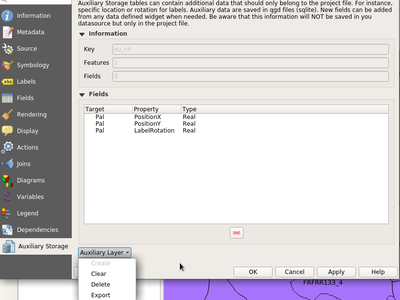 Auxiliary Storage tables can contain additional data that should only belong to the project file. For instance,
specific location or rotation for labels. Auxiliary data are saved in qgd files (sqlite). New fields can be added
from any data defined widget when needed. Be aware that this information will NOT be saved in you
datasource but only in the project file.
Information
Metadata
Source
Symbology
Labels
Fields
Rendering
Display
Actions
Joins
Diagrams
Variables
Legend
Dependencies
Auxiliary Storage
Information
Key
eu_cd
Features
1
Fields
1
Fields
Target Property Type
Pal PositionX Real
Pal PositionY Real
Pal LabelRotation Real
Auxiliary Layer
Create
Clear
Delete
Export
OK
Cancel
Apply
Help
FRFRR133_4